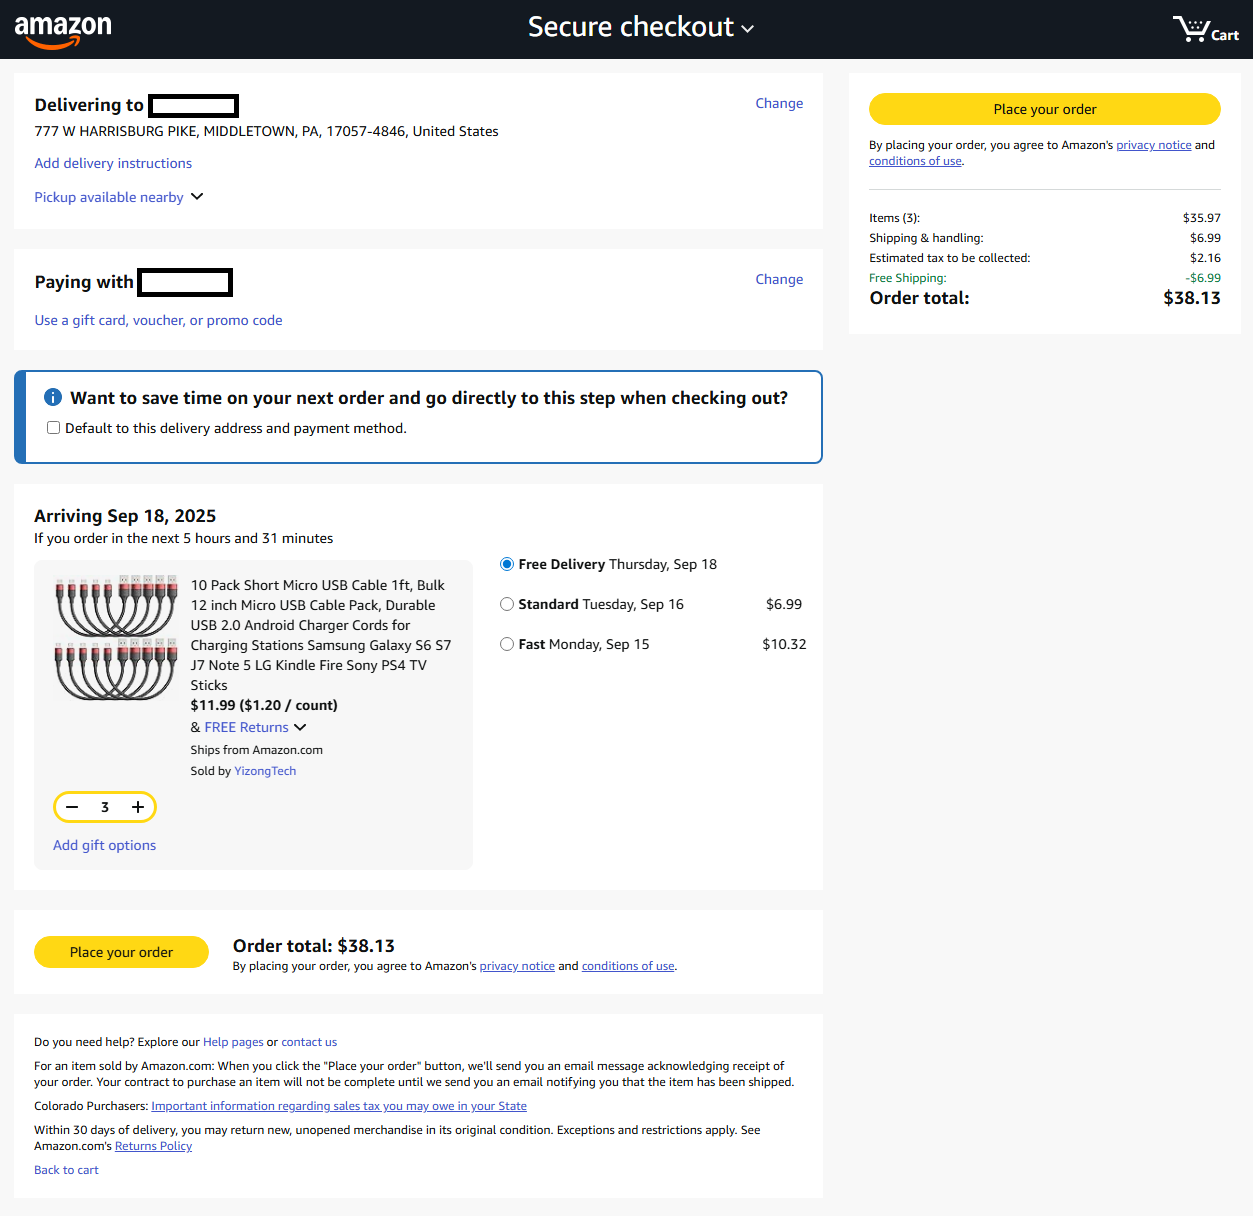 amazon
Secure checkout
Cart
Delivering to
Change
777 W HARRISBURG PIKE, MIDDLETOWN, PA, 17057-4846, United States
Add delivery instructions
Pickup available nearby
Paying with
Change
Use a gift card, voucher, or promo code
Want to save time on your next order and go directly to this step when checking out?
Default to this delivery address and payment method.
Arriving Sep 18, 2025
If you order in the next 5 hours and 31 minutes
10 Pack Short Micro USB Cable 1ft, Bulk
12 inch Micro USB Cable Pack, Durable
USB 2.0 Android Charger Cords for
Charging Stations Samsung Galaxy S6 S7
J7 Note 5 LG Kindle Fire Sony PS4 TV
Sticks
$11.99 ($1.20 / count)
& FREE Returns
Ships from Amazon.com
Sold by YizongTech
3
Add gift options
Free Delivery Thursday, Sep 18
Standard Tuesday, Sep 16 $6.99
Fast Monday, Sep 15 $10.32
Place your order
Order total: $38.13
By placing your order, you agree to Amazon's privacy notice and conditions of use.
Do you need help? Explore our Help pages or contact us
For an item sold by Amazon.com: When you click the "Place your order" button, we'll send you an email message acknowledging receipt of
your order. Your contract to purchase an item will not be complete until we send you an email notifying you that the item has been shipped.
Colorado Purchasers: Important information regarding sales tax you may owe in your State
Within 30 days of delivery, you may return new, unopened merchandise in its original condition. Exceptions and restrictions apply. See
Amazon.com's Returns Policy
Back to cart
Place your order
By placing your order, you agree to Amazon's privacy notice and
conditions of use.
Items (3): $35.97
Shipping & handling: $6.99
Estimated tax to be collected: $2.16
Free Shipping: -$6.99
Order total: $38.13